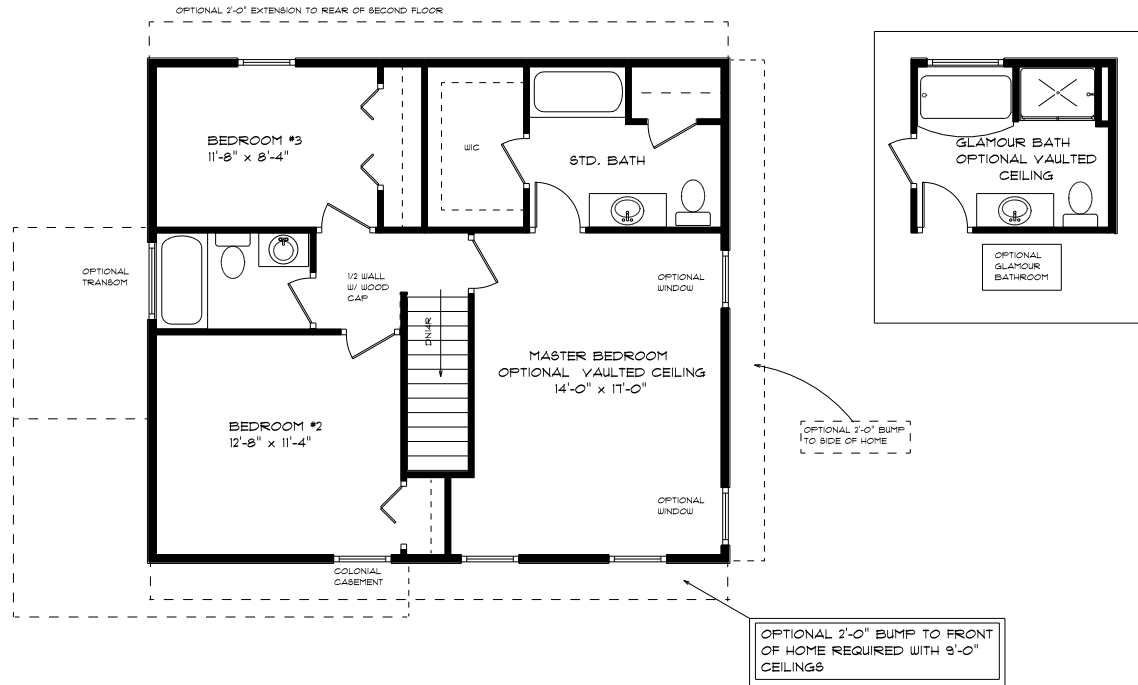 OPTIONAL 2'-0" EXTENSION TO REAR OF SECOND FLOOR
BEDROOM #3
11'-8" x 8'-4"
WIC
STD. BATH
GLAMOUR BATH
OPTIONAL VAULTED
CEILING
OPTIONAL
GLAMOUR
BATHROOM
OPTIONAL
TRANSOM
1/2 WALL
W/ WOOD
CAP
OPTIONAL
WINDOW
DN14R
MASTER BEDROOM
OPTIONAL VAULTED CEILING
14'-0" x 17'-0"
BEDROOM #2
12'-8" x 11'-4"
OPTIONAL 2'-0" BUMP
TO SIDE OF HOME
OPTIONAL
WINDOW
COLONIAL
CASEMENT
OPTIONAL 2'-0" BUMP TO FRONT
OF HOME REQUIRED WITH 9'-0"
CEILINGS